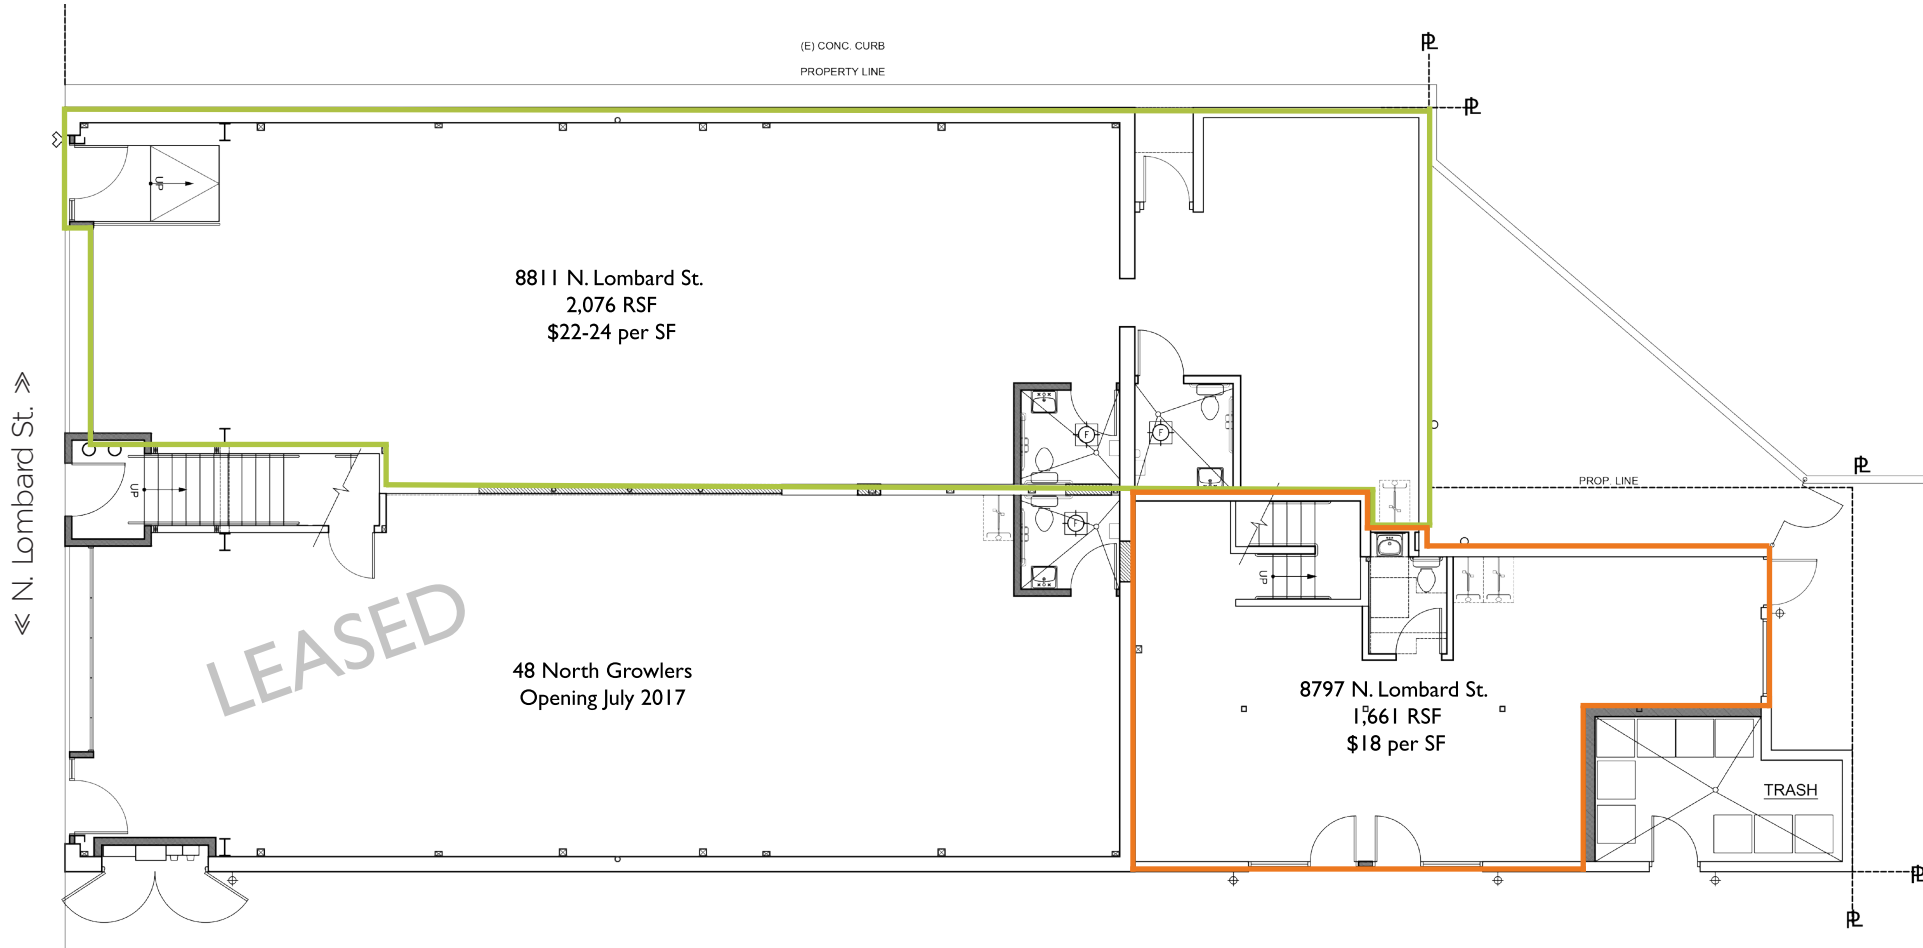 (E) CONC. CURB
PROPERTY LINE
PL
PL
UP
8811 N. Lombard St.
2,076 RSF
$22-24 per SF
<< N. Lombard St. >>
F
F
UP
PL
PROP. LINE
F
UP
LEASED
48 North Growlers
Opening July 2017
8797 N. Lombard St.
1,661 RSF
$18 per SF
TRASH
PL
PL